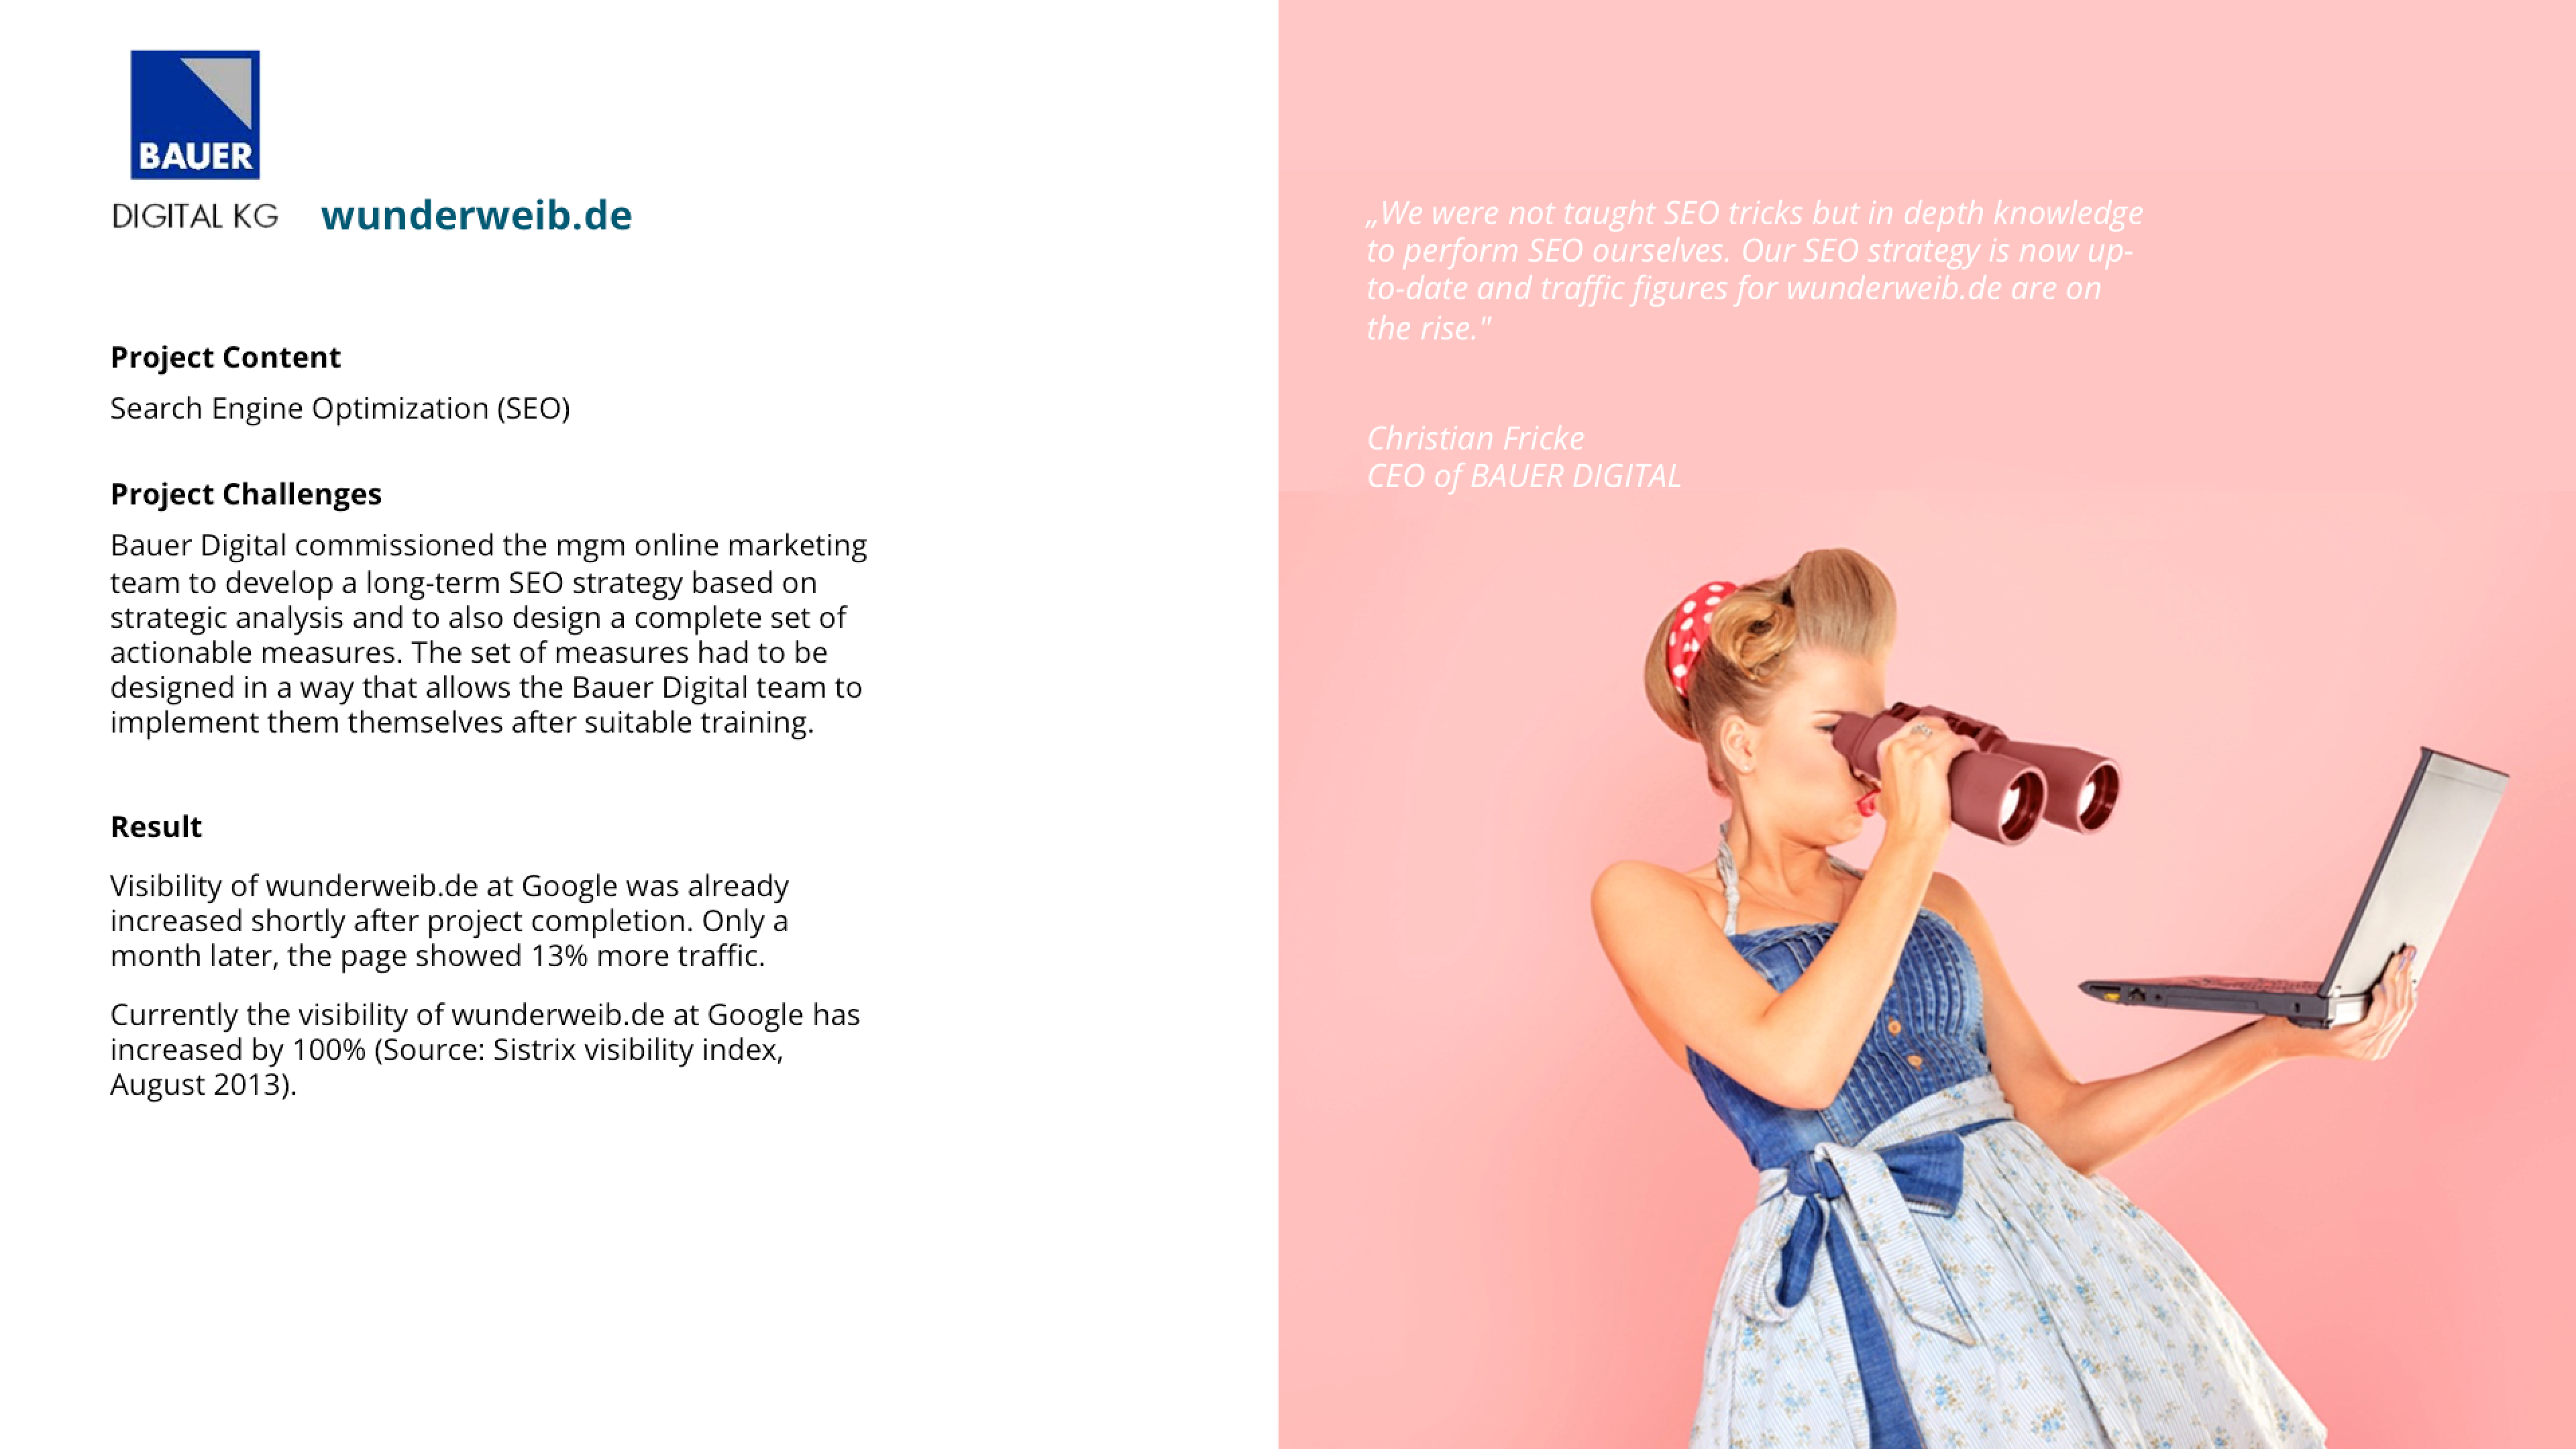 BAUER
DIGITAL KG
wunderweib.de
Project Content
Search Engine Optimization (SEO)
Project Challenges
Bauer Digital commissioned the mgm online marketing
team to develop a long-term SEO strategy based on
strategic analysis and to also design a complete set of
actionable measures. The set of measures had to be
designed in a way that allows the Bauer Digital team to
implement them themselves after suitable training.
Result
Visibility of wunderweib.de at Google was already
increased shortly after project completion. Only a
month later, the page showed 13% more traffic.
Currently the visibility of wunderweib.de at Google has
increased by 100% (Source: Sistrix visibility index,
August 2013).
„We were not taught SEO tricks but in depth knowledge
to perform SEO ourselves. Our SEO strategy is now up-
to-date and traffic figures for wunderweib.de are on
the rise."
Christian Fricke
CEO of BAUER DIGITAL